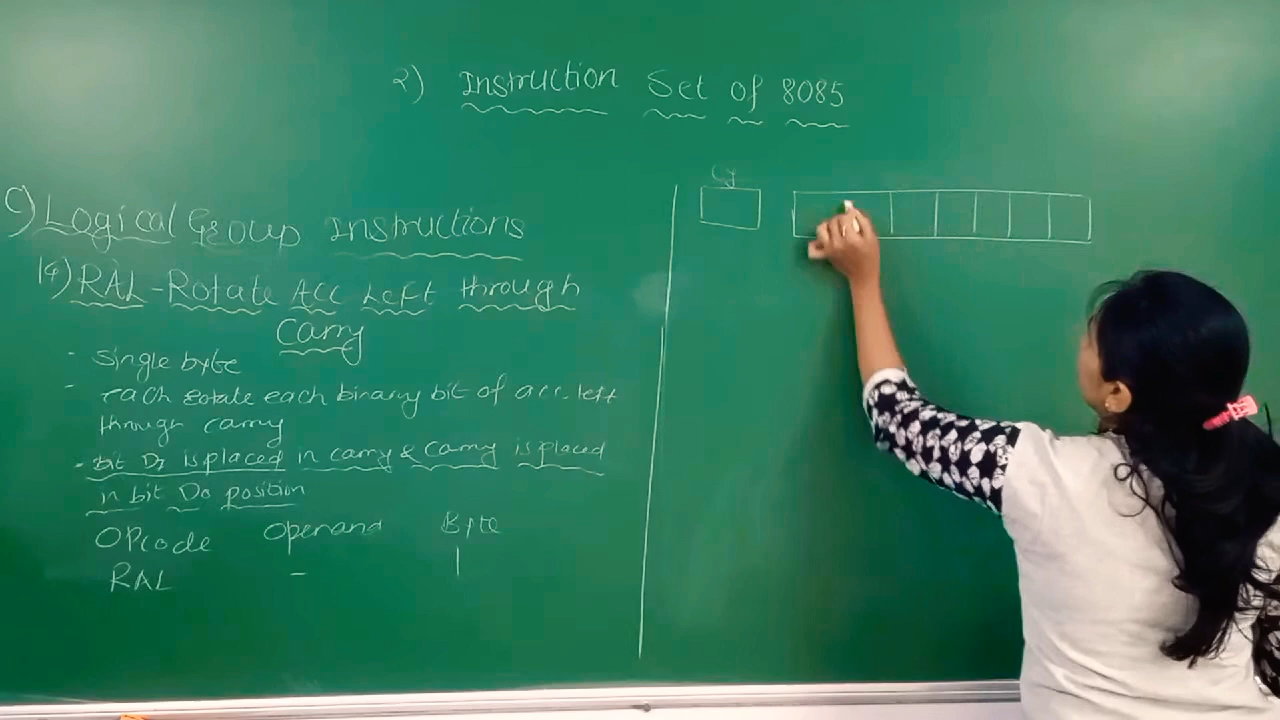 2) Instruction Set of 8085
C) Logical Group Instructions
14) RAL - Rotate Acc Left through
Carry
- Single byte
- each rotate each binary bit of acc. left
through carry
- Bit D7 is placed in carry & carry is placed
in bit D0 position
OPcode Operand Byte
RAL - 1
Cy